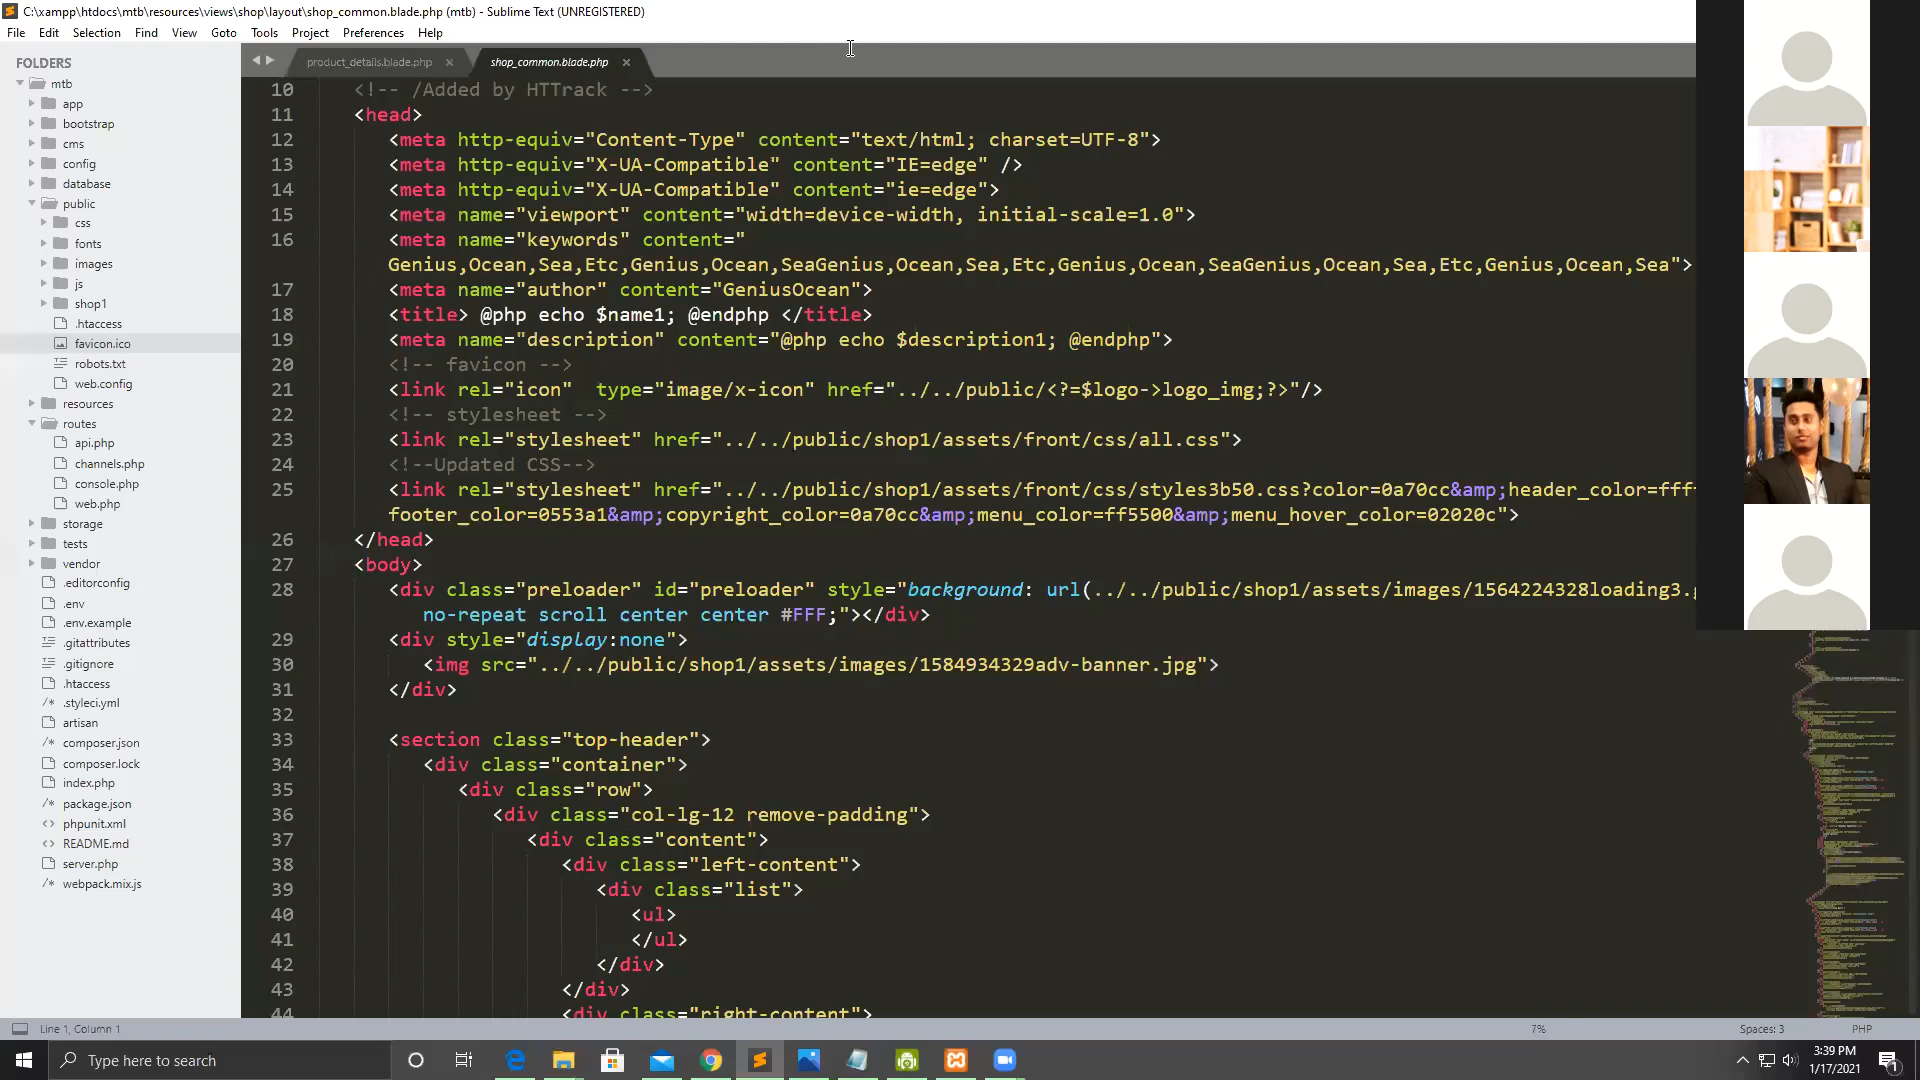 C:\xampp\htdocs\mtb\resources\views\shop\layout\shop_common.blade.php (mtb) - Sublime Text (UNREGISTERED)
File Edit Selection Find View Goto Tools Project Preferences Help
FOLDERS
mtb
app
bootstrap
cms
config
database
public
css
fonts
images
js
shop1
.htaccess
favicon.ico
robots.txt
web.config
resources
routes
api.php
channels.php
console.php
web.php
storage
tests
vendor
.editorconfig
.env
.env.example
.gitattributes
.gitignore
.htaccess
.styleci.yml
artisan
composer.json
composer.lock
index.php
package.json
phpunit.xml
README.md
server.php
webpack.mix.js
product_details.blade.php × shop_common.blade.php ×
10 <!-- /Added by HTTrack -->
11 <head>
12 <meta http-equiv="Content-Type" content="text/html; charset=UTF-8">
13 <meta http-equiv="X-UA-Compatible" content="IE=edge" />
14 <meta http-equiv="X-UA-Compatible" content="ie=edge">
15 <meta name="viewport" content="width=device-width, initial-scale=1.0">
16 <meta name="keywords" content="
Genius,Ocean,Sea,Etc,Genius,Ocean,SeaGenius,Ocean,Sea,Etc,Genius,Ocean,SeaGenius,Ocean,Sea,Etc,Genius,Ocean,Sea">
17 <meta name="author" content="GeniusOcean">
18 <title> @php echo $name1; @endphp </title>
19 <meta name="description" content="@php echo $description1; @endphp">
20 <!-- favicon -->
21 <link rel="icon"  type="image/x-icon" href="../../public/<?=$logo->logo_img;?>"/>
22 <!-- stylesheet -->
23 <link rel="stylesheet" href="../../public/shop1/assets/front/css/all.css">
24 <!--Updated CSS-->
25 <link rel="stylesheet" href="../../public/shop1/assets/front/css/styles3b50.css?color=0a70cc&amp;header_color=fff
footer_color=0553a1&amp;copyright_color=0a70cc&amp;menu_color=ff5500&amp;menu_hover_color=02020c">
26 </head>
27 <body>
28 <div class="preloader" id="preloader" style="background: url(../../public/shop1/assets/images/1564224328loading3.g
no-repeat scroll center center #FFF;"></div>
29 <div style="display:none">
30 <img src="../../public/shop1/assets/images/1584934329adv-banner.jpg">
31 </div>
32
33 <section class="top-header">
34 <div class="container">
35 <div class="row">
36 <div class="col-lg-12 remove-padding">
37 <div class="content">
38 <div class="left-content">
39 <div class="list">
40 <ul>
41 </ul>
42 </div>
43 </div>
44 <div class="right-content">
Line 1, Column 1 7% Spaces: 3 PHP
Type here to search
3:39 PM
1/17/2021
1